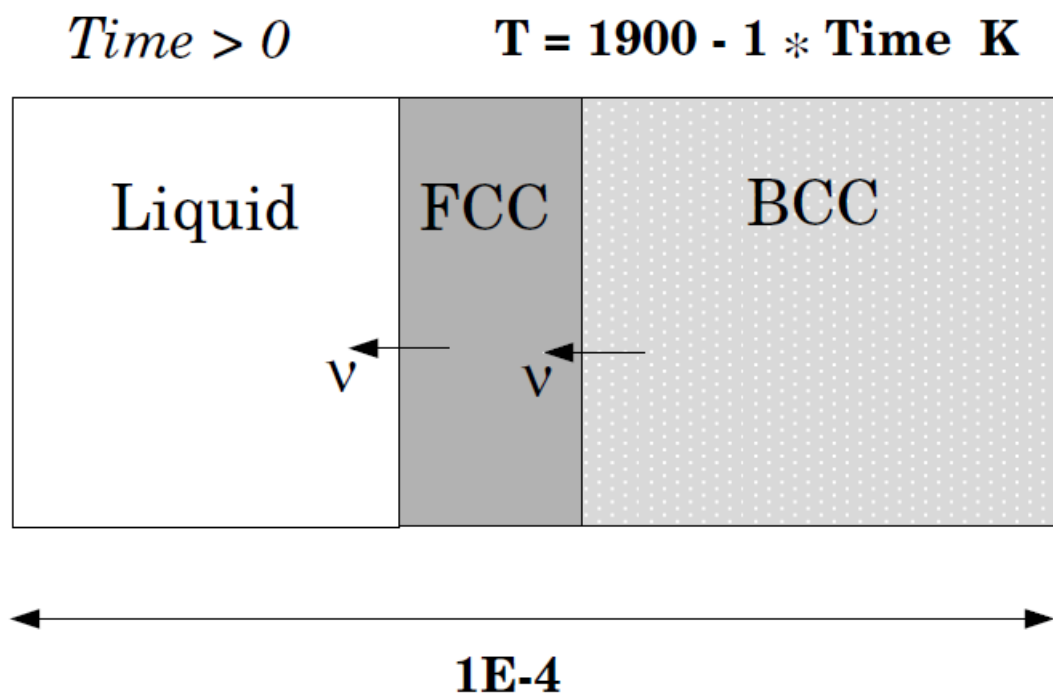 Time > 0 T = 1900 - 1 * Time K
Liquid FCC BCC
ν ν
1E-4